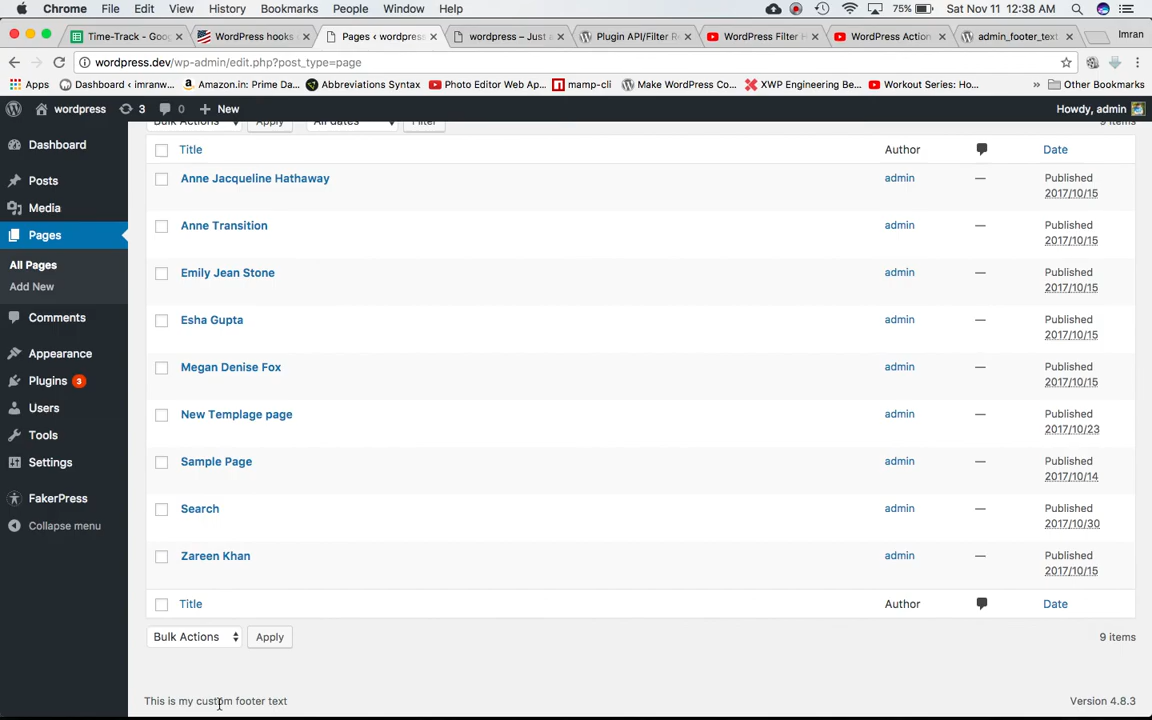 Chrome File Edit View History Bookmarks People Window Help 75% Sat Nov 11 12:38 AM
Time-Track - Goo WordPress hooks Pages ‹ wordpress wordpress – Just Plugin API/Filter R WordPress Filter H WordPress Action admin_footer_text Imran
wordpress.dev/wp-admin/edit.php?post_type=page
Apps Dashboard ‹ imranw... Amazon.in: Prime Da... Abbreviations Syntax Photo Editor Web Ap... mamp-cli Make WordPress Co... XWP Engineering Be... Workout Series: Ho... » Other Bookmarks
wordpress 3 0 New Howdy, admin
Bulk Actions Apply All dates Filter 9 items
Dashboard
Posts
Media
Pages
All Pages
Add New
Comments
Appearance
Plugins 3
Users
Tools
Settings
FakerPress
Collapse menu
Title Author Date
Anne Jacqueline Hathaway admin — Published
2017/10/15
Anne Transition admin — Published
2017/10/15
Emily Jean Stone admin — Published
2017/10/15
Esha Gupta admin — Published
2017/10/15
Megan Denise Fox admin — Published
2017/10/15
New Templage page admin — Published
2017/10/23
Sample Page admin — Published
2017/10/14
Search admin — Published
2017/10/30
Zareen Khan admin — Published
2017/10/15
Title Author Date
Bulk Actions Apply 9 items
This is my custom footer text Version 4.8.3